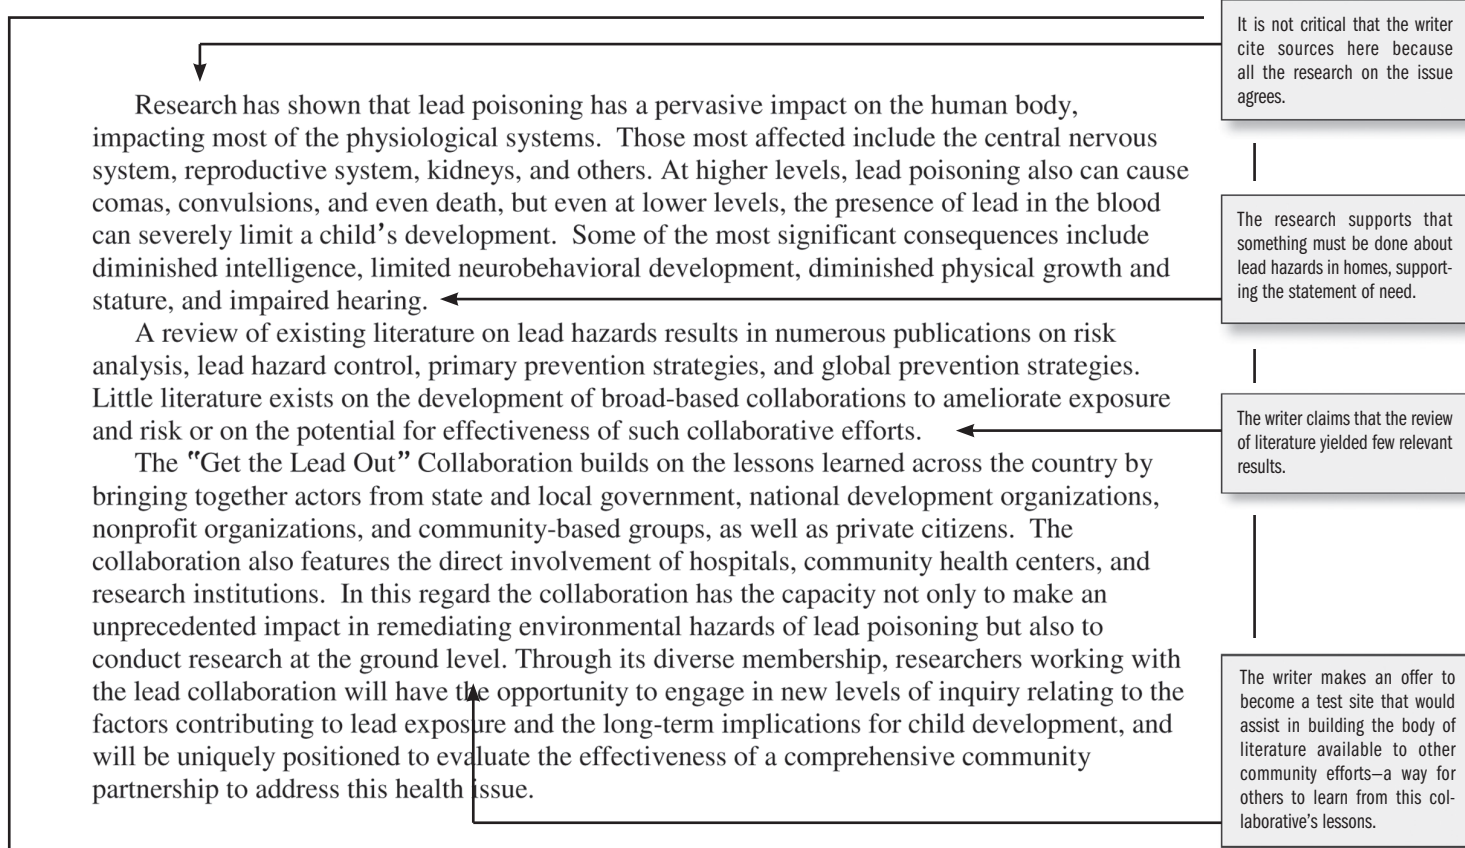 Research has shown that lead poisoning has a pervasive impact on the human body,
impacting most of the physiological systems.  Those most affected include the central nervous
system, reproductive system, kidneys, and others. At higher levels, lead poisoning also can cause
comas, convulsions, and even death, but even at lower levels, the presence of lead in the blood
can severely limit a child's development.  Some of the most significant consequences include
diminished intelligence, limited neurobehavioral development, diminished physical growth and
stature, and impaired hearing.
A review of existing literature on lead hazards results in numerous publications on risk
analysis, lead hazard control, primary prevention strategies, and global prevention strategies.
Little literature exists on the development of broad-based collaborations to ameliorate exposure
and risk or on the potential for effectiveness of such collaborative efforts.
The "Get the Lead Out" Collaboration builds on the lessons learned across the country by
bringing together actors from state and local government, national development organizations,
nonprofit organizations, and community-based groups, as well as private citizens.  The
collaboration also features the direct involvement of hospitals, community health centers, and
research institutions.  In this regard the collaboration has the capacity not only to make an
unprecedented impact in remediating environmental hazards of lead poisoning but also to
conduct research at the ground level. Through its diverse membership, researchers working with
the lead collaboration will have the opportunity to engage in new levels of inquiry relating to the
factors contributing to lead exposure and the long-term implications for child development, and
will be uniquely positioned to evaluate the effectiveness of a comprehensive community
partnership to address this health issue.
It is not critical that the writer
cite sources here because
all the research on the issue
agrees.
The research supports that
something must be done about
lead hazards in homes, support-
ing the statement of need.
The writer claims that the review
of literature yielded few relevant
results.
The writer makes an offer to
become a test site that would
assist in building the body of
literature available to other
community efforts—a way for
others to learn from this col-
laborative's lessons.